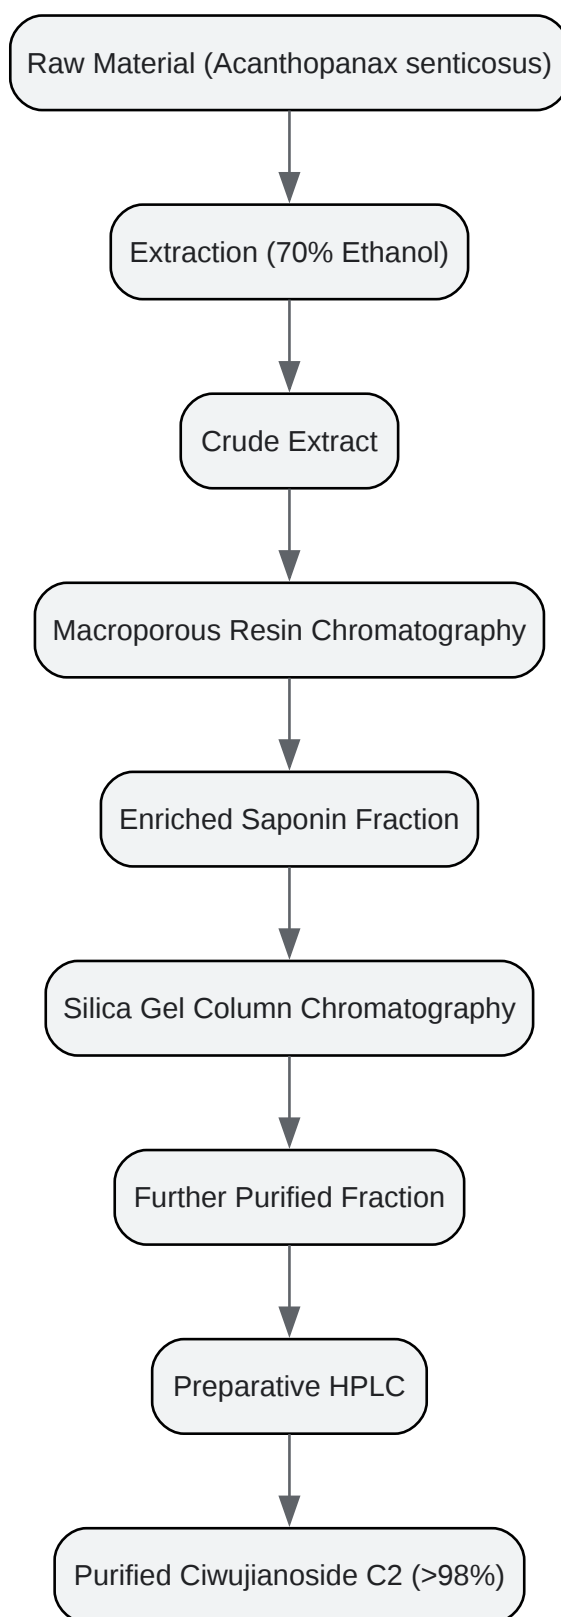 Raw Material (Acanthopanax senticosus)
Extraction (70% Ethanol)
Crude Extract
Macroporous Resin Chromatography
Enriched Saponin Fraction
Silica Gel Column Chromatography
Further Purified Fraction
Preparative HPLC
Purified Ciwujianoside C2 (>98%)